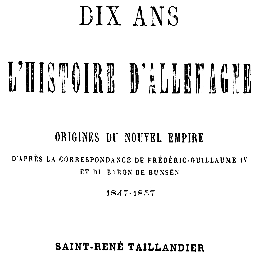 DIX ANS
L'HISTOIRE D'ALLEMAGNE
ORIGINES DU NOUVEL EMPIRE
D'APRÈS LA CORRESPONDANCE DE FRÉDÉRIC-GUILLAUME IV
ET DU BARON DE BUNSEN
1847-1857
SAINT-RENÉ TAILLANDIER